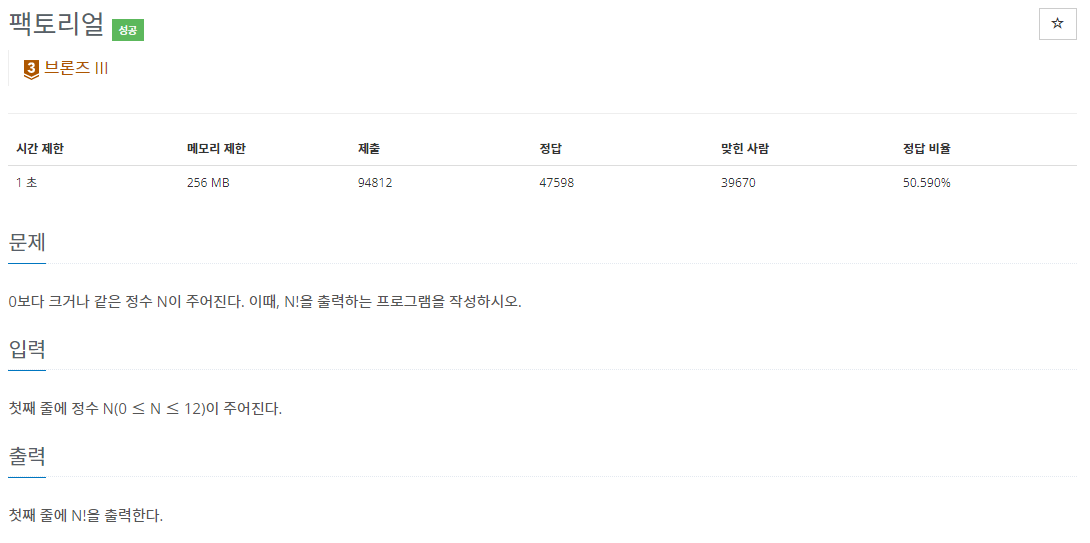 팩토리얼 성공
3 브론즈 III
시간 제한 메모리 제한 제출 정답 맞힌 사람 정답 비율
1 초 256 MB 94812 47598 39670 50.590%
문제
0보다 크거나 같은 정수 N이 주어진다. 이때, N!을 출력하는 프로그램을 작성하시오.
입력
첫째 줄에 정수 N(0 ≤ N ≤ 12)이 주어진다.
출력
첫째 줄에 N!을 출력한다.